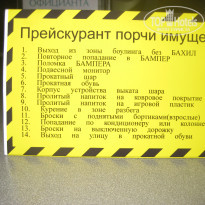 ОФИЦИАНТА
Прейскурант порчи имуще
1. Выход из зоны боулинга без БАХИЛ
2. Повторное попадание в БАМПЕР
3. Поломка БАМПЕРА
4. Подвесной монитор
5. Прокатный шар
6. Прокатная обувь
7. Корпус устройства выката шара
8. Пролитый напиток на ковровое покрытие
9. Пролитый напиток на игровой пластик
10. Курение в зоне разбега
11. Броски с поднятыми бортиками(взрослые)
12. Попадание по кондиционеру или колонке
13. Броски на выключенную дорожку
14. Выход на улицу в прокатной обуви